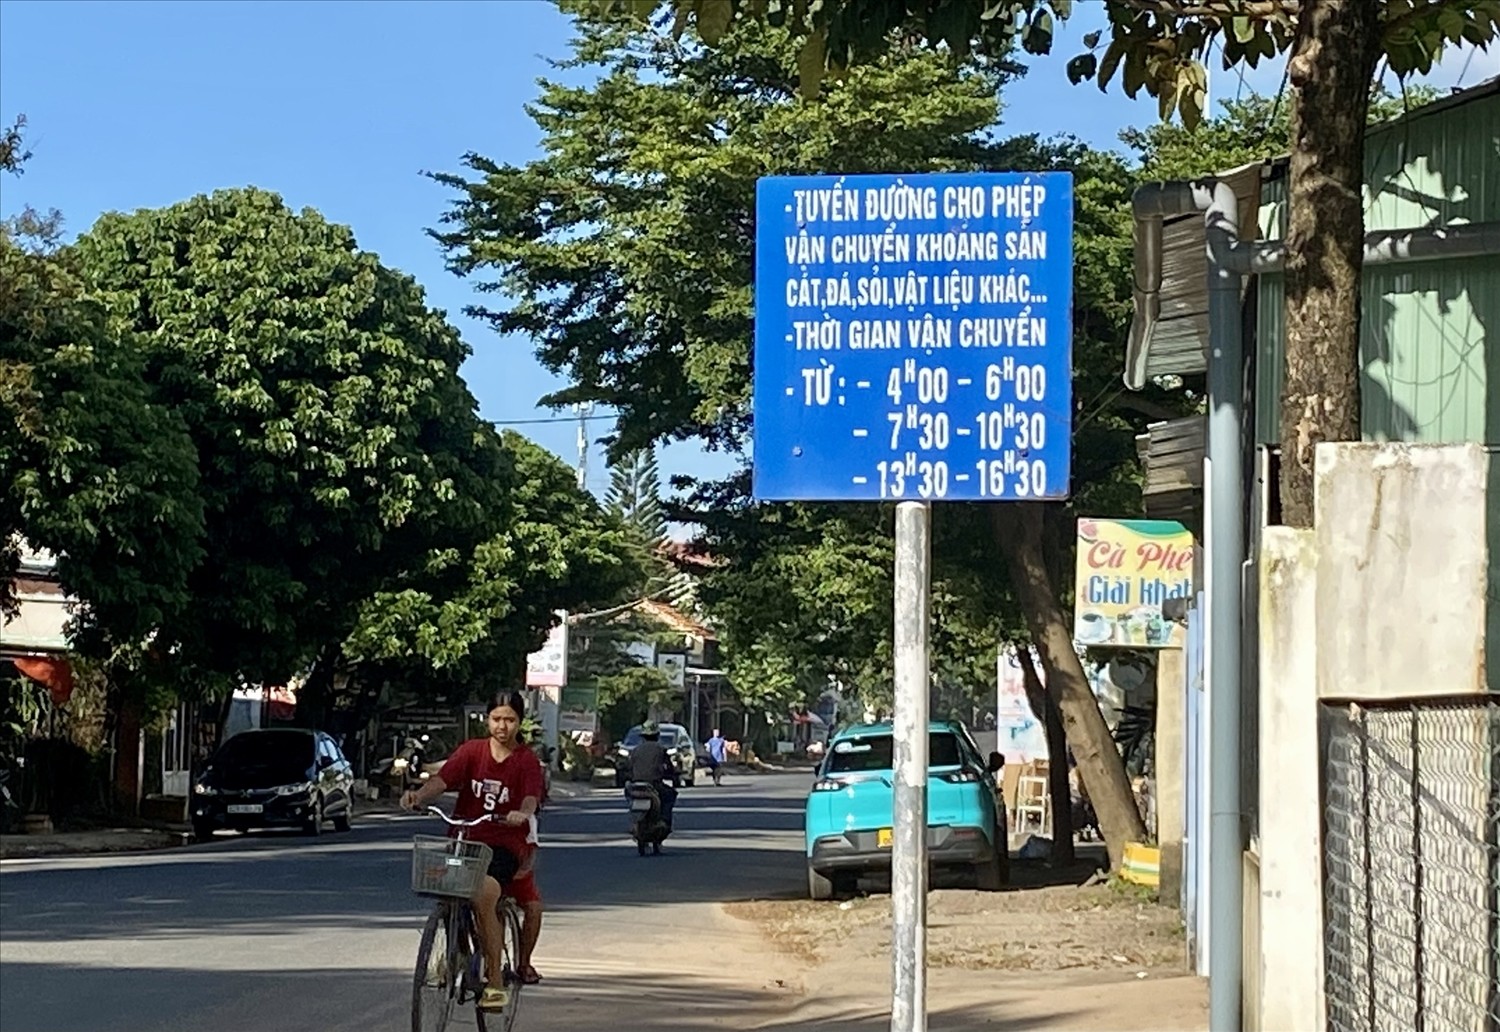 -TUYẾN ĐƯỜNG CHO PHÉP
VẬN CHUYỂN KHOÁNG SẢN
CÁT,ĐÁ,SỎI,VẬT LIỆU KHÁC...
-THỜI GIAN VẬN CHUYỂN
- TỪ : - 4H00 - 6H00
- 7H30 - 10H30
- 13H30 - 16H30
Cà Phê
Giải khát
USA